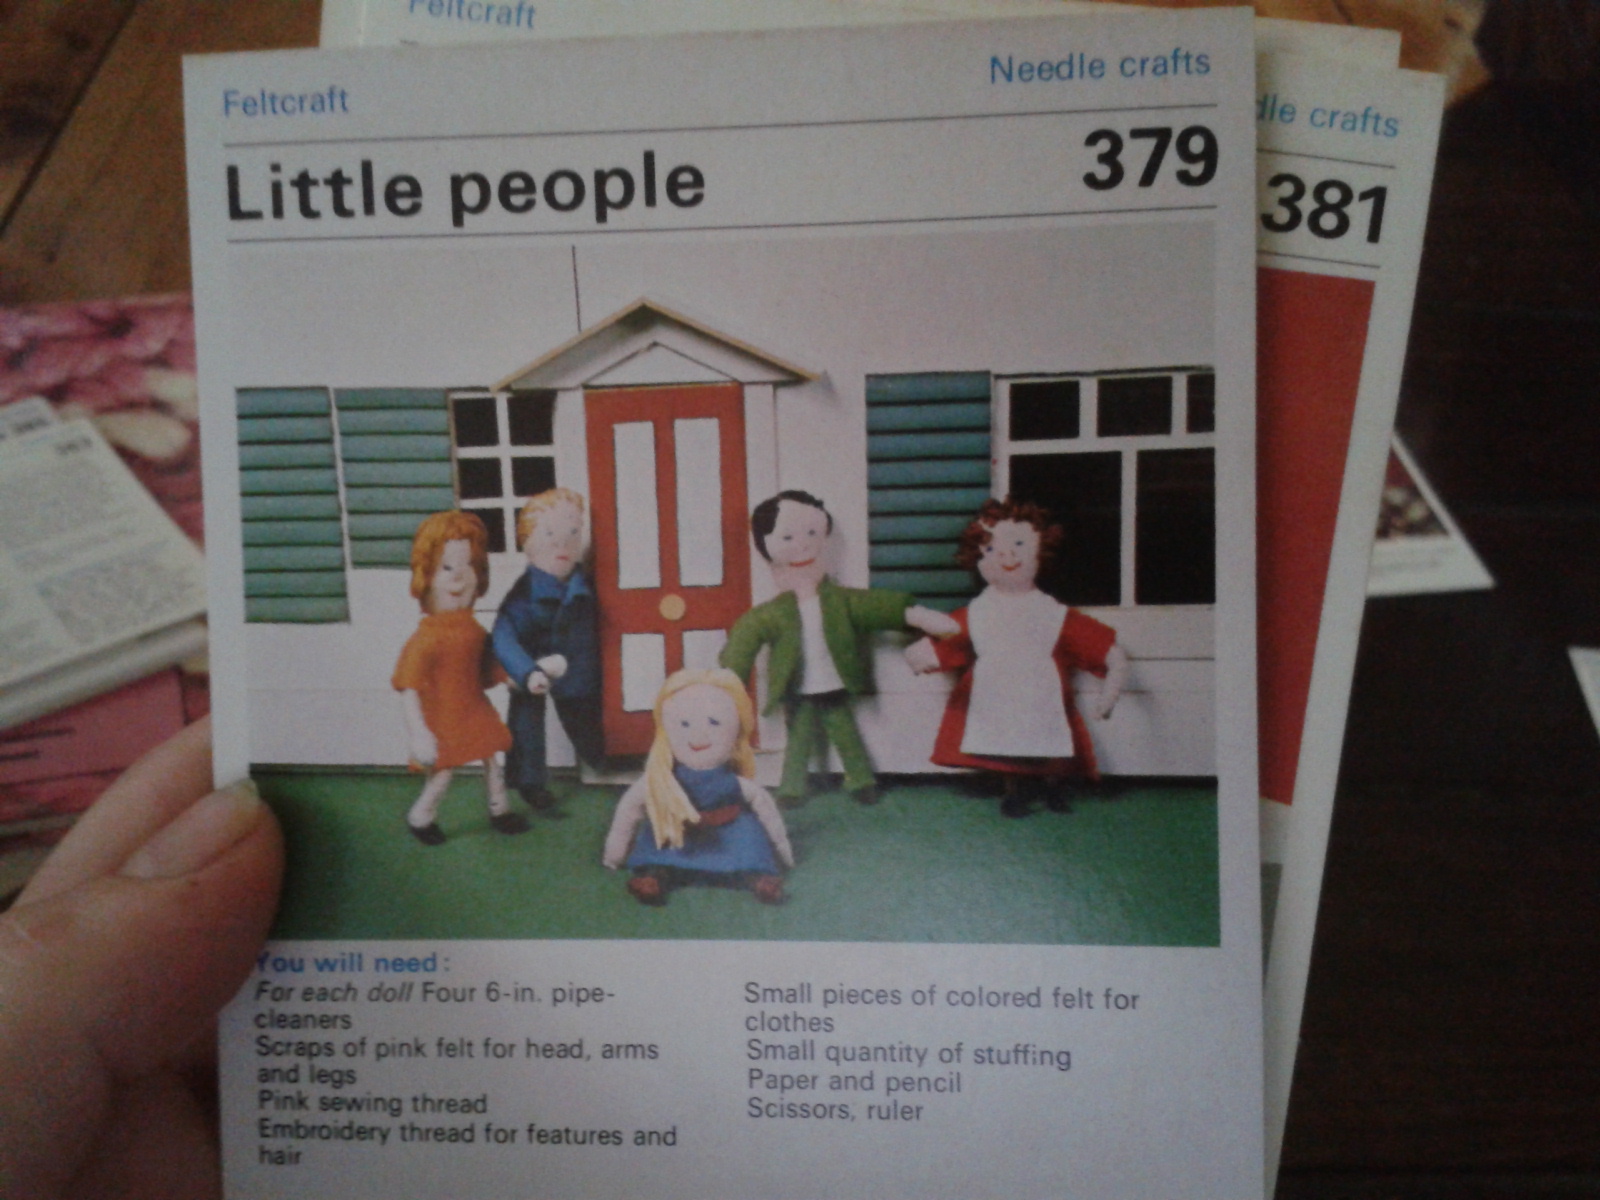 Feltcraft
Feltcraft
Needle crafts
Little people
379
dle crafts
381
You will need:
For each doll Four 6-in. pipe-
cleaners
Scraps of pink felt for head, arms
and legs
Pink sewing thread
Embroidery thread for features and
hair
Small pieces of colored felt for
clothes
Small quantity of stuffing
Paper and pencil
Scissors, ruler